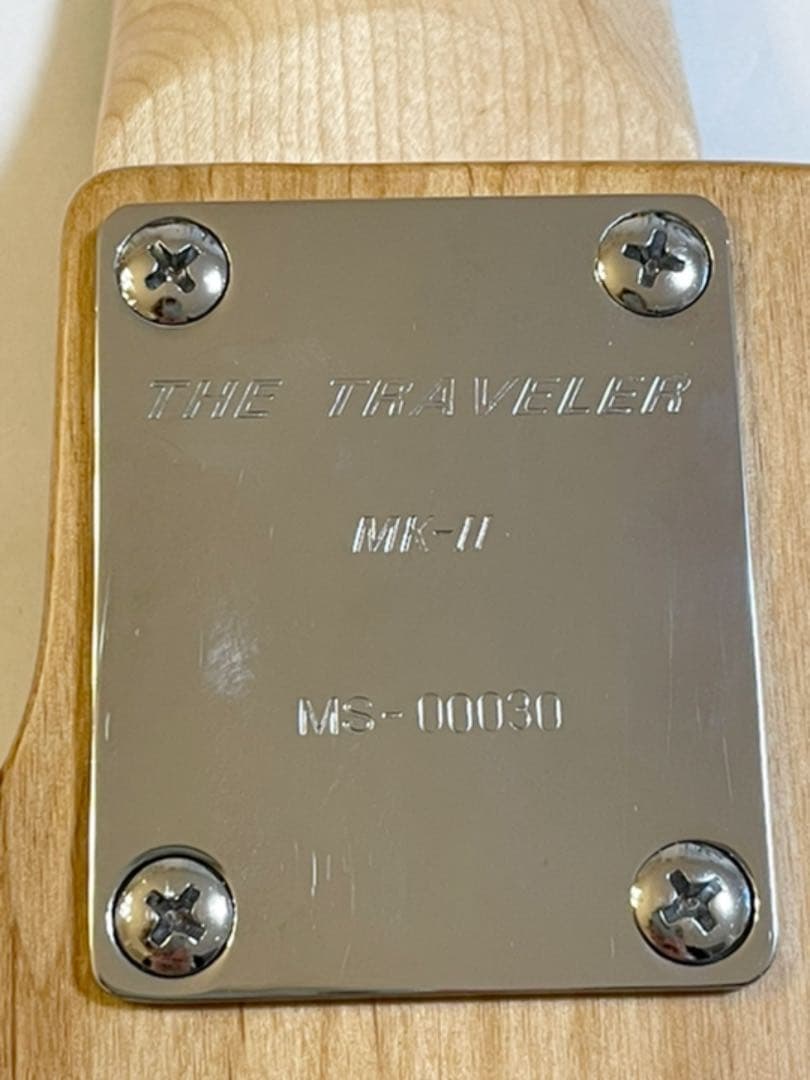 THE TRAVELER
MK-II
MS-00030